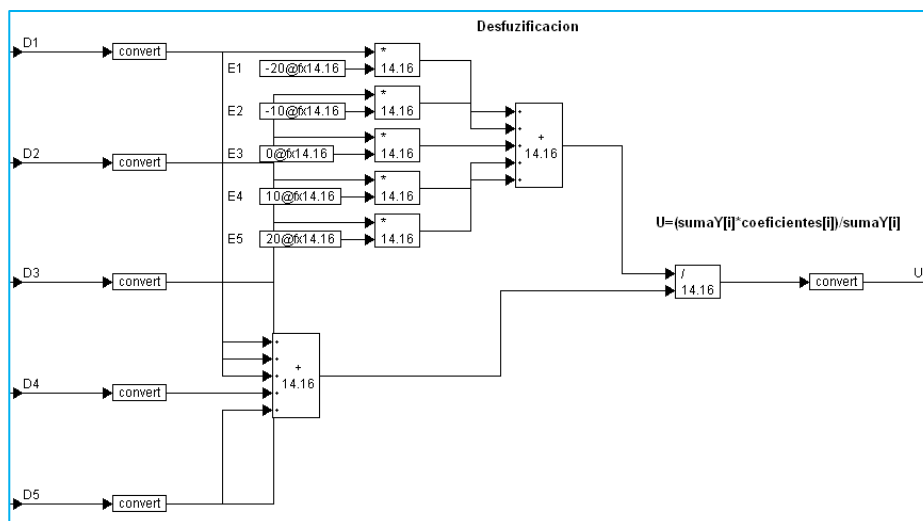 Desfuzificacion
D1
convert
E1
-20@fx14.16
*
14.16
E2
-10@fx14.16
*
14.16
E3
0@fx14.16
*
14.16
E4
10@fx14.16
*
14.16
E5
20@fx14.16
*
14.16
+
14.16
D2
convert
U=(sumaY[i]*coeficientes[i])/sumaY[i]
D3
convert
/
14.16
convert
U
+
14.16
D4
convert
D5
convert